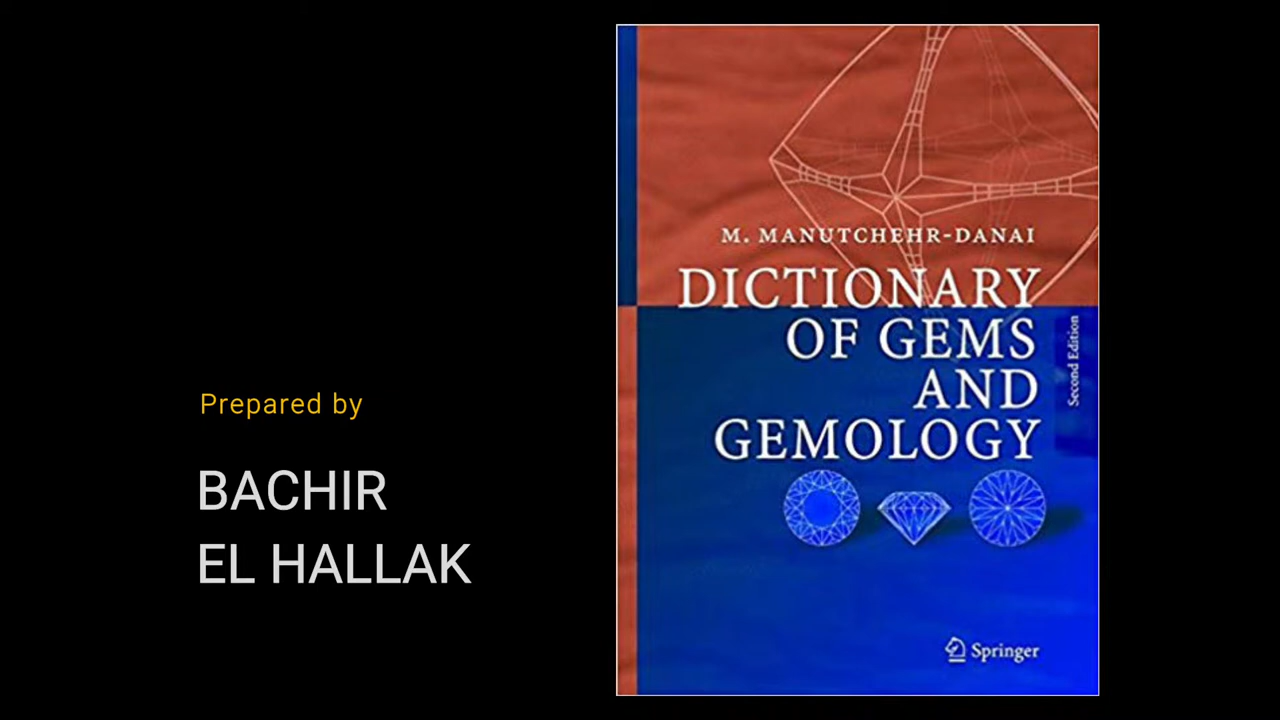 Prepared by
BACHIR
EL HALLAK
M. MANUTCHEHR-DANAI
DICTIONARY
OF GEMS
AND
GEMOLOGY
Second Edition
Springer